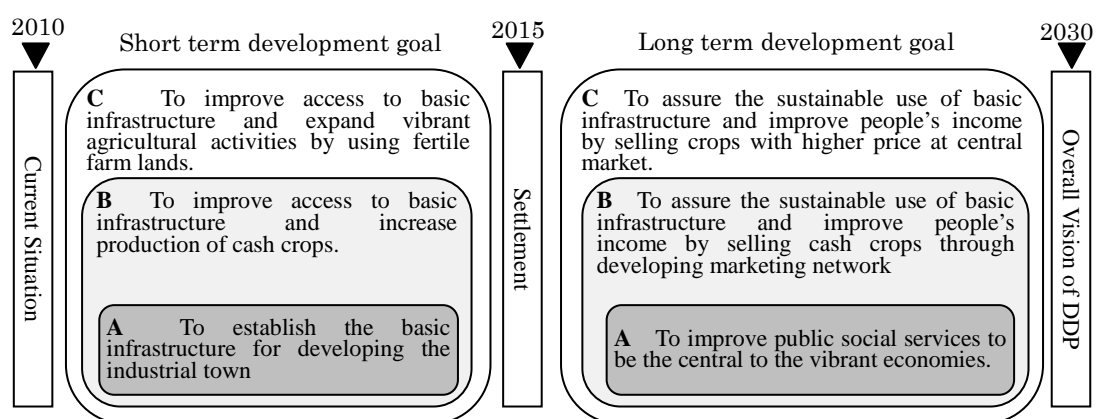 2010
Short term development goal
2015
Long term development goal
2030
Current Situation
C To improve access to basic
infrastructure and expand vibrant
agricultural activities by using fertile
farm lands.
B To improve access to basic
infrastructure and increase
production of cash crops.
A To establish the basic
infrastructure for developing the
industrial town
Settlement
C To assure the sustainable use of basic
infrastructure and improve people's income
by selling crops with higher price at central
market.
B To assure the sustainable use of basic
infrastructure and improve people's
income by selling cash crops through
developing marketing network
A To improve public social services to
be the central to the vibrant economies.
Overall Vision of DDP